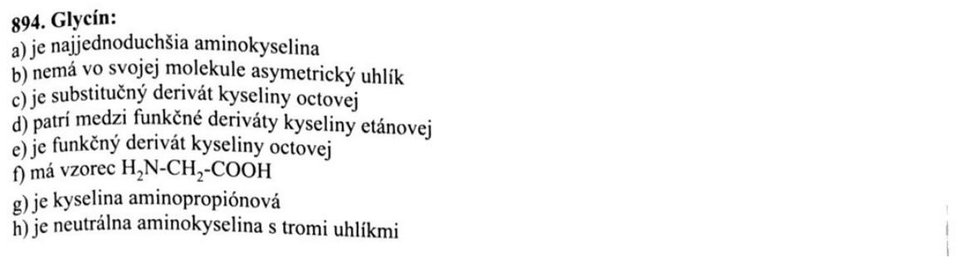 894. Glycín:
a) je najjednoduchšia aminokyselina
b) nemá vo svojej molekule asymetrický uhlík
c) je substitučný derivát kyseliny octovej
d) patrí medzi funkčné deriváty kyseliny etánovej
e) je funkčný derivát kyseliny octovej
f) má vzorec H₂N-CH₂-COOH
g) je kyselina aminopropiónová
h) je neutrálna aminokyselina s tromi uhlíkmi